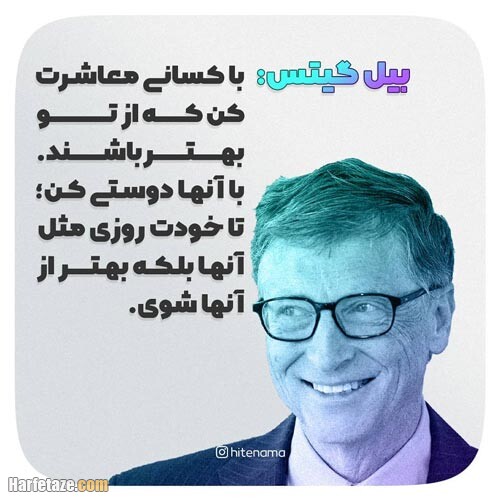 بیل گیتس: با کسانی معاشرت
کن که از تو
بهتر باشند.
با آنها دوستی کن؛
تا خودت روزی مثل
آنها بلکه بهتر از
آنها شوی.
hitenama
Harfetaze.com